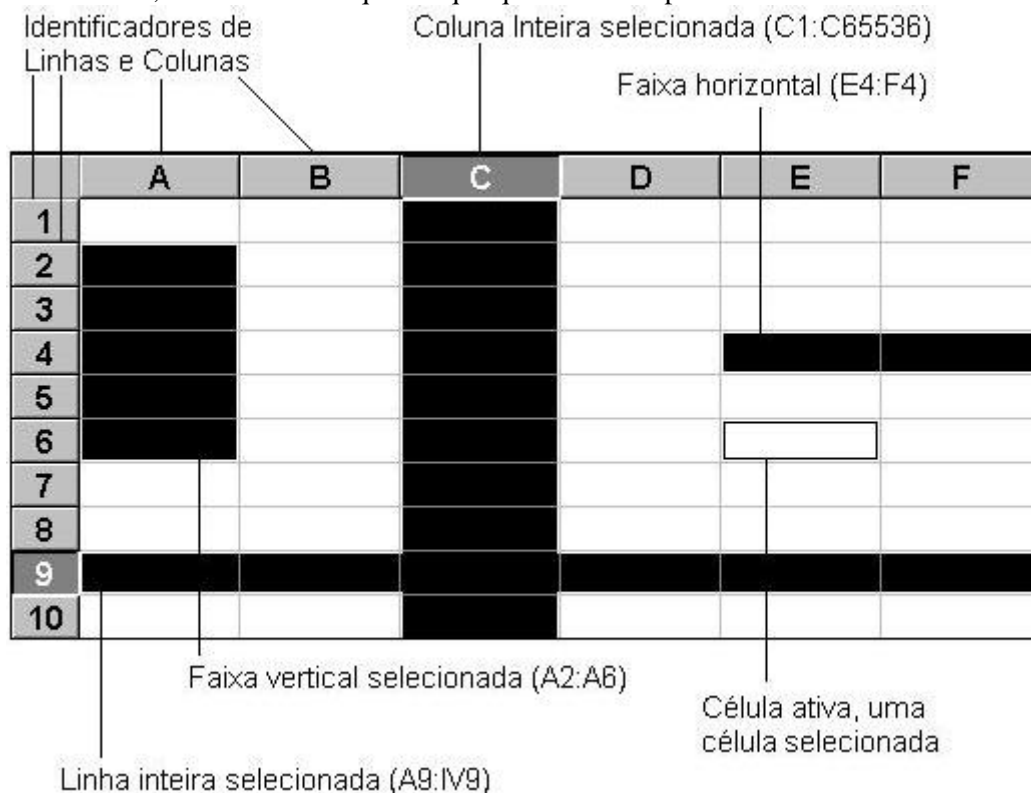 Identificadores de
Linhas e Colunas
Coluna Inteira selecionada (C1:C65536)
Faixa horizontal (E4:F4)
A B C D E F
1
2
3
4
5
6
7
8
9
10
Faixa vertical selecionada (A2:A6)
Célula ativa, uma
célula selecionada
Linha inteira selecionada (A9:IV9)